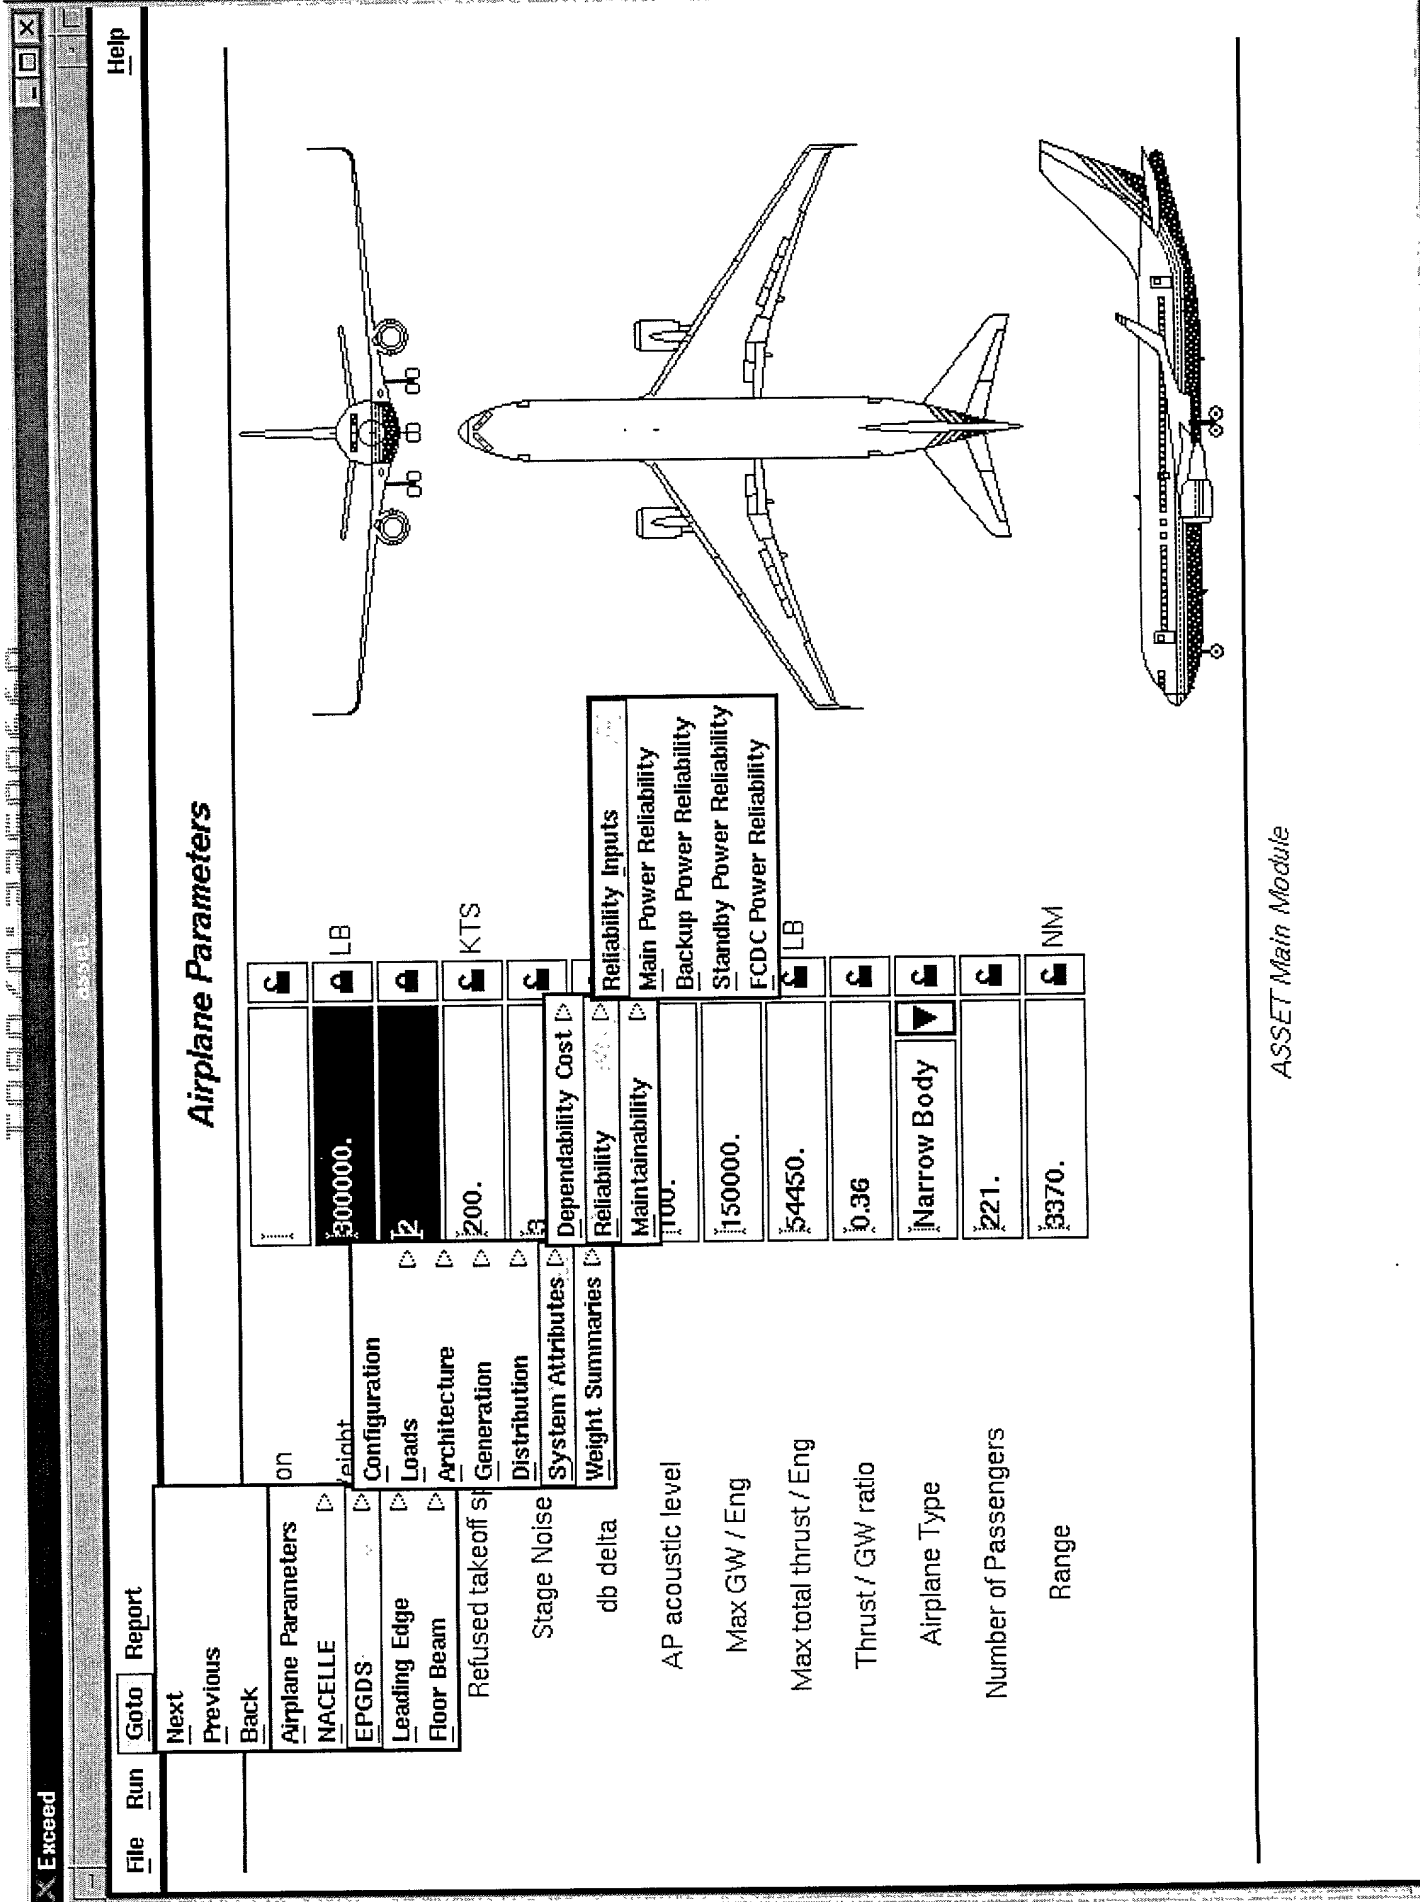 Exceed
asset
File Run Goto Report Help
Next
Previous
Back
Airplane Parameters
NACELLE
EPGDS
Leading Edge
Floor Beam
Configuration
Loads
Architecture
Generation
Distribution
System Attributes
Weight Summaries
Dependability Cost
Reliability
Maintainability
Reliability Inputs
Main Power Reliability
Backup Power Reliability
Standby Power Reliability
FCDC Power Reliability
Airplane Parameters
on
eight 300000. LB
2
Refused takeoff sp 200. KTS
Stage Noise 3
db delta
AP acoustic level 100.
Max GW / Eng 150000.
Max total thrust / Eng 54450. LB
Thrust / GW ratio 0.36
Airplane Type Narrow Body
Number of Passengers 221.
Range 3370. NM
ASSET Main Module